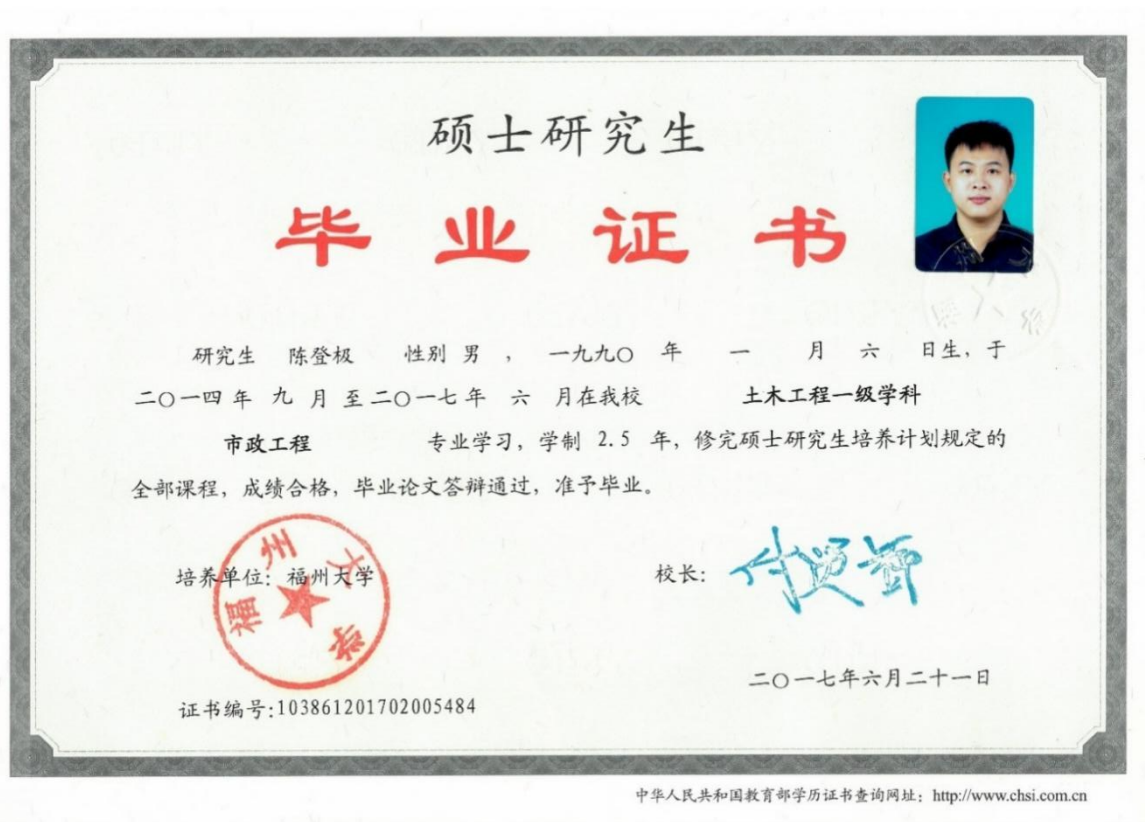 硕士研究生
毕业证书
研究生 陈登极 性别 男 ， 一九九〇 年 一 月 六 日生，于
二〇一四 年 九 月 至二〇一七 年 六 月在我校 土木工程一级学科
市政工程 专业学习，学制 2.5 年，修完硕士研究生培养计划规定的
全部课程，成绩合格，毕业论文答辩通过，准予毕业。
培养单位：福州大学 校长：
福州大学
二〇一七年六月二十一日
证书编号:103861201702005484
中华人民共和国教育部学历证书查询网址：http://www.chsi.com.cn